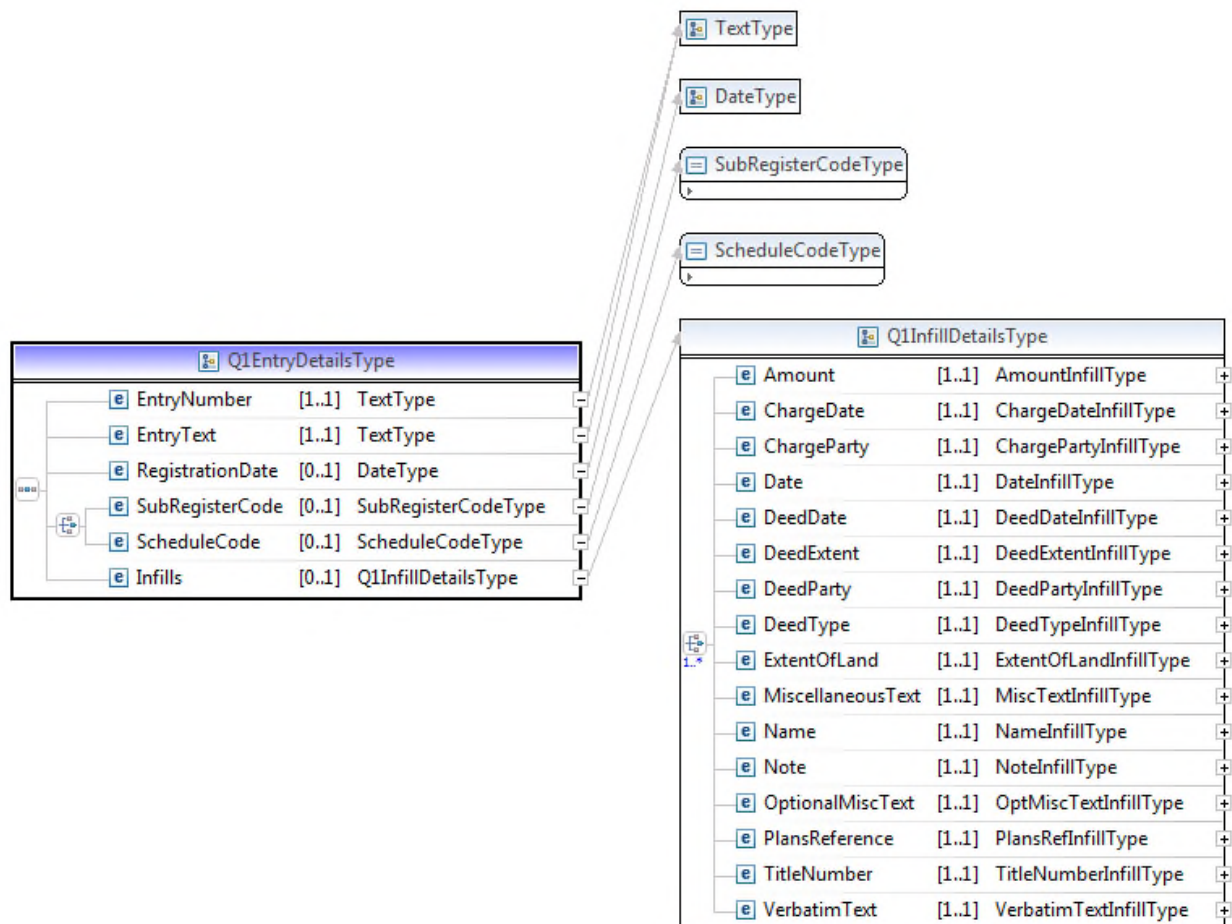 TextType
DateType
SubRegisterCodeType
ScheduleCodeType
Q1EntryDetailsType
EntryNumber [1..1] TextType
EntryText [1..1] TextType
RegistrationDate [0..1] DateType
SubRegisterCode [0..1] SubRegisterCodeType
ScheduleCode [0..1] ScheduleCodeType
Infills [0..1] Q1InfillDetailsType
Q1InfillDetailsType
1..*
Amount [1..1] AmountInfillType
ChargeDate [1..1] ChargeDateInfillType
ChargeParty [1..1] ChargePartyInfillType
Date [1..1] DateInfillType
DeedDate [1..1] DeedDateInfillType
DeedExtent [1..1] DeedExtentInfillType
DeedParty [1..1] DeedPartyInfillType
DeedType [1..1] DeedTypeInfillType
ExtentOfLand [1..1] ExtentOfLandInfillType
MiscellaneousText [1..1] MiscTextInfillType
Name [1..1] NameInfillType
Note [1..1] NoteInfillType
OptionalMiscText [1..1] OptMiscTextInfillType
PlansReference [1..1] PlansRefInfillType
TitleNumber [1..1] TitleNumberInfillType
VerbatimText [1..1] VerbatimTextInfillType